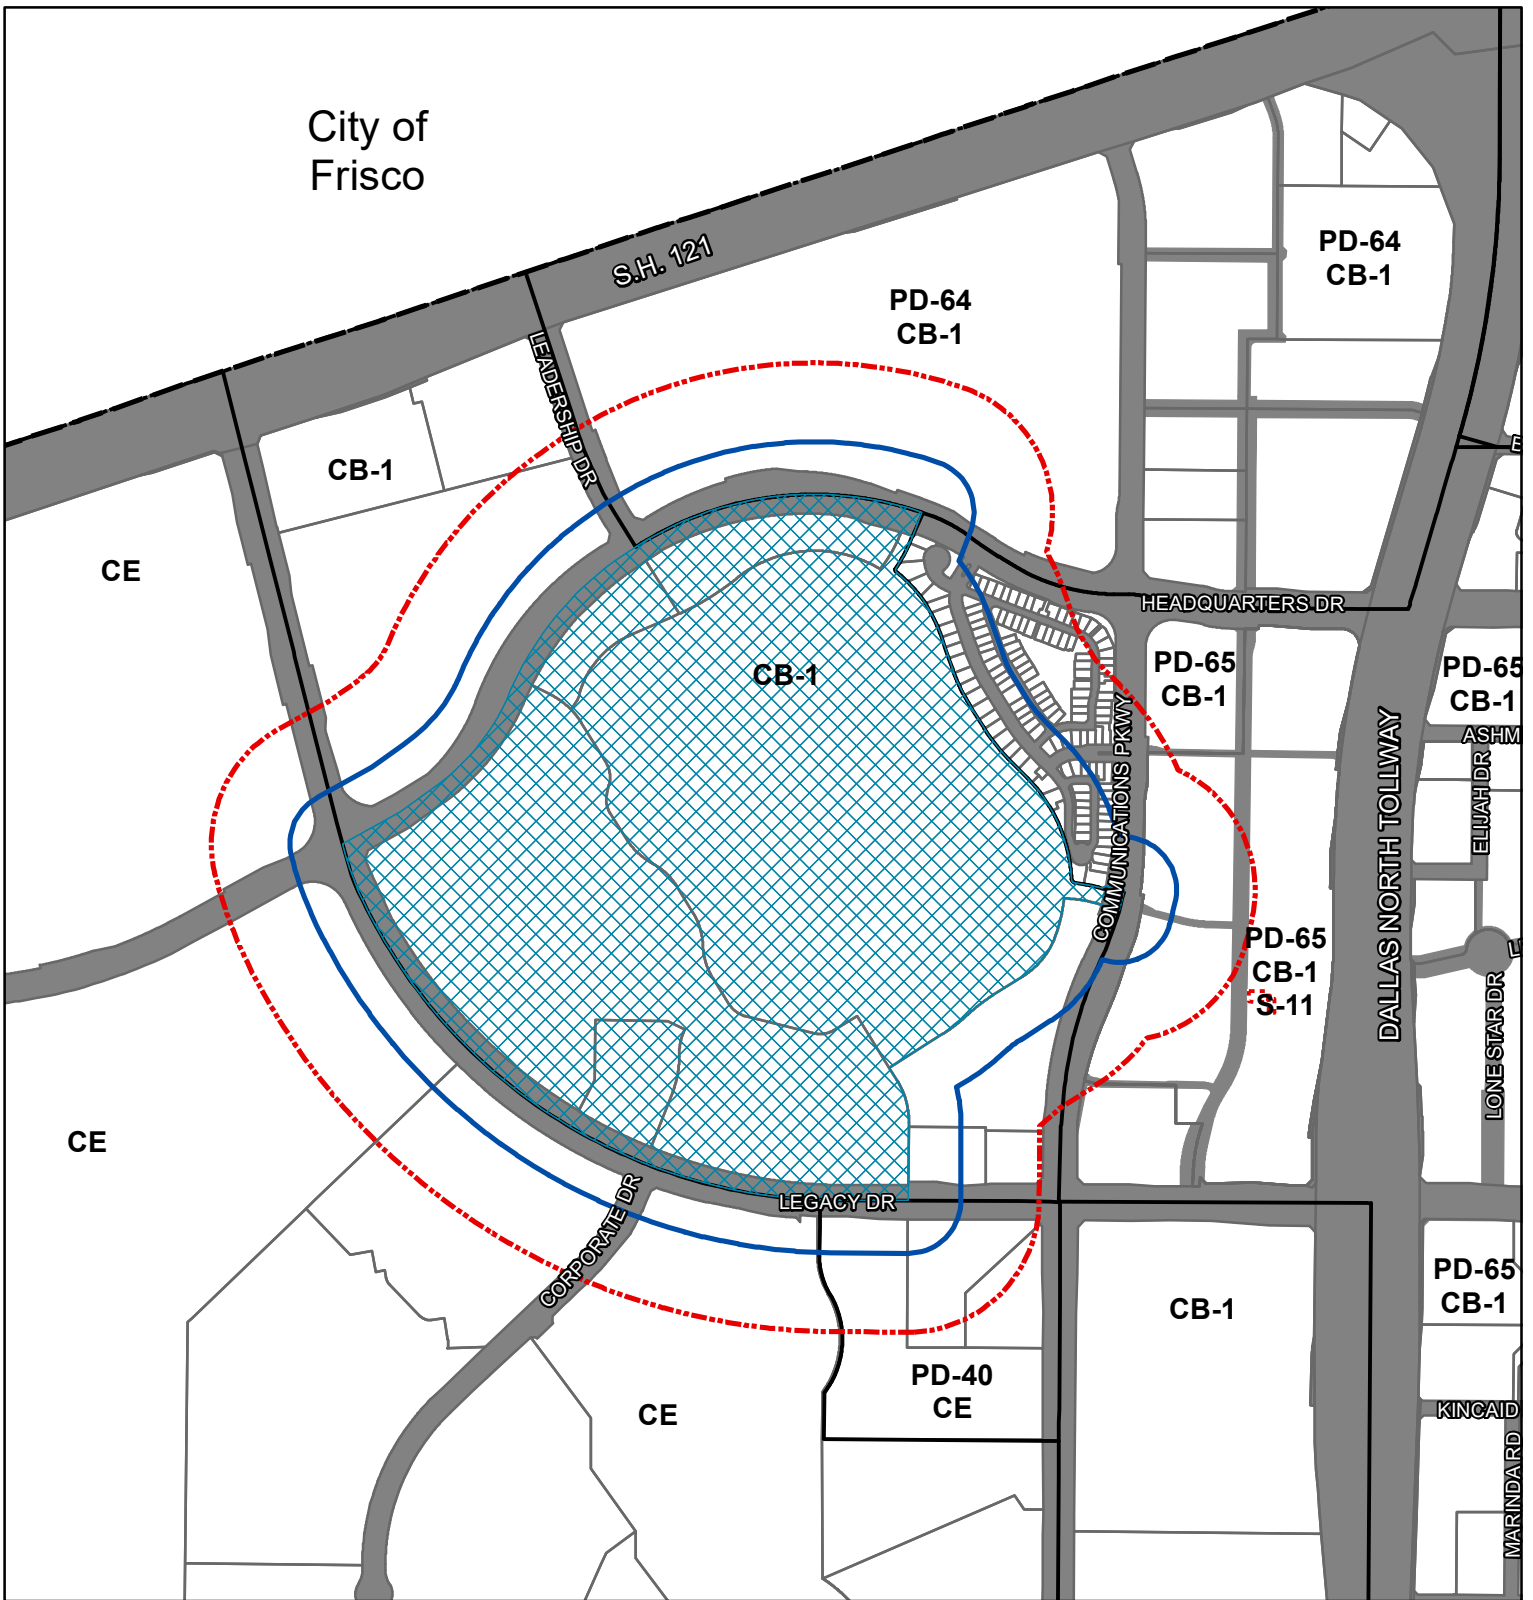 City of
Frisco
S.H. 121
PD-64
CB-1
PD-64
CB-1
LEADERSHIP DR
CB-1
CE
HEADQUARTERS DR
CB-1
PD-65
CB-1
PD-65
CB-1
COMMUNICATIONS PKWY
DALLAS NORTH TOLLWAY
ASHM
ELIJAH DR
PD-65
CB-1
S-11
LONE STAR DR
CE
LEGACY DR
CORPORATE DR
CB-1
PD-65
CB-1
PD-40
CE
CE
KINCAID
MARINDA RD